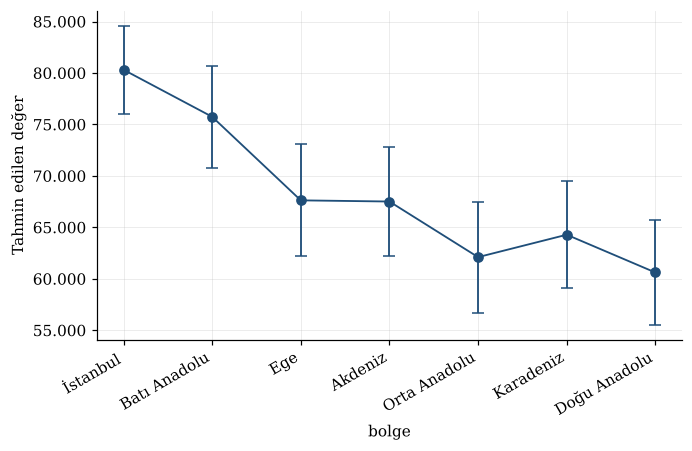 85.000
80.000
75.000
70.000
65.000
60.000
55.000
Tahmin edilen değer
İstanbul
Batı Anadolu
Ege
Akdeniz
Orta Anadolu
Karadeniz
Doğu Anadolu
bolge